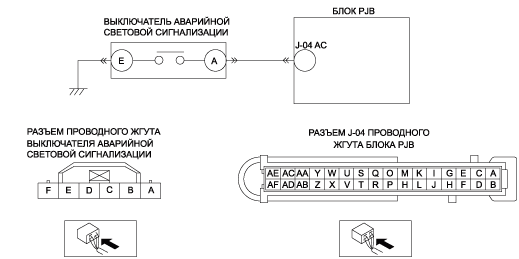 ВЫКЛЮЧАТЕЛЬ АВАРИЙНОЙ
СВЕТОВОЙ СИГНАЛИЗАЦИИ
БЛОК PJB
J-04 AC
E
A
РАЗЪЕМ ПРОВОДНОГО ЖГУТА
ВЫКЛЮЧАТЕЛЯ АВАРИЙНОЙ
СВЕТОВОЙ СИГНАЛИЗАЦИИ
F E D C B A
РАЗЪЕМ J-04 ПРОВОДНОГО
ЖГУТА БЛОКА PJB
AE AC AA Y W U S Q O M K I G E C A
AF AD AB Z X V T R P H L J H F D B